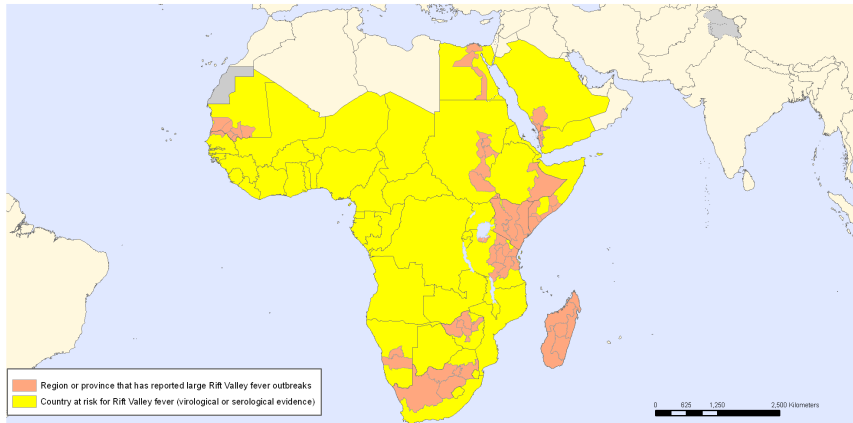 Region or province that has reported large Rift Valley fever outbreaks
Country at risk for Rift Valley fever (virological or serological evidence)
0 625 1,250 2,500 Kilometers